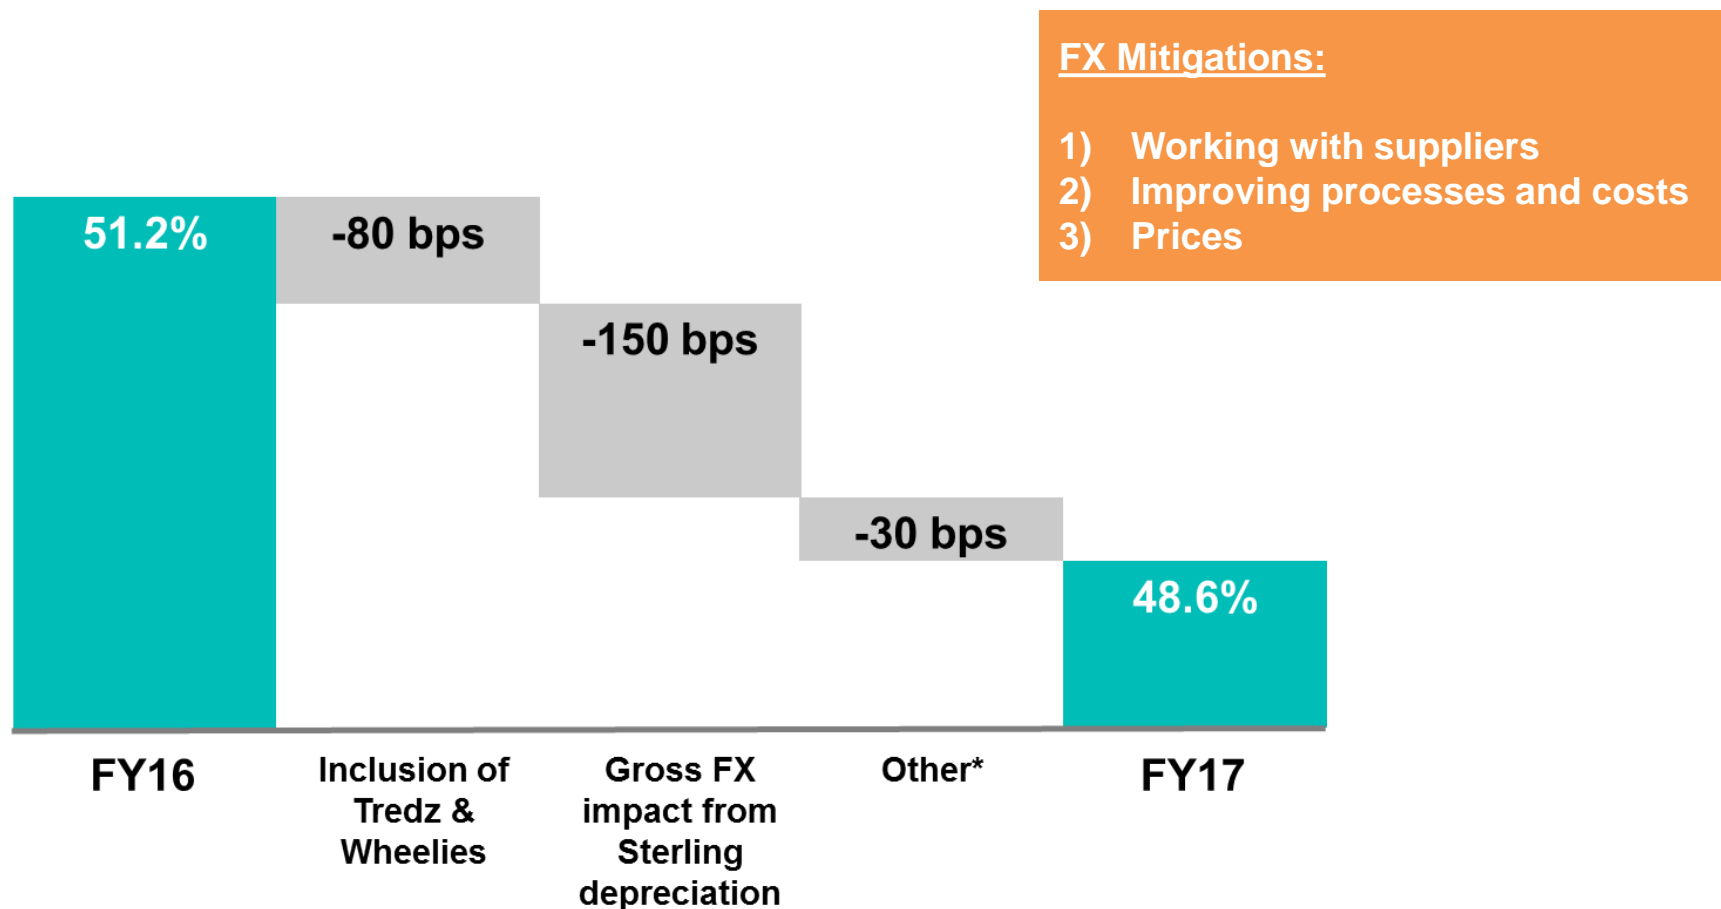 FX Mitigations:
1) Working with suppliers
2) Improving processes and costs
3) Prices
51.2%
-80 bps
-150 bps
-30 bps
48.6%
FY16
Inclusion of
Tredz &
Wheelies
Gross FX
impact from
Sterling
depreciation
Other*
FY17